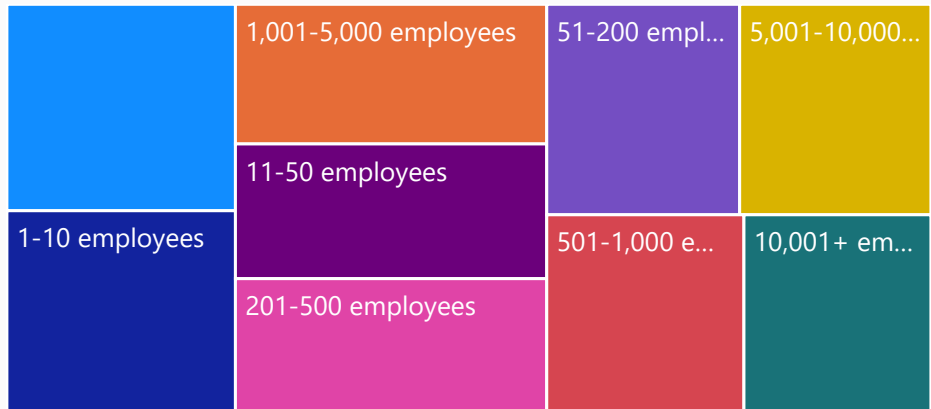 1-10 employees
1,001-5,000 employees
11-50 employees
201-500 employees
51-200 empl...
5,001-10,000...
501-1,000 e...
10,001+ em...